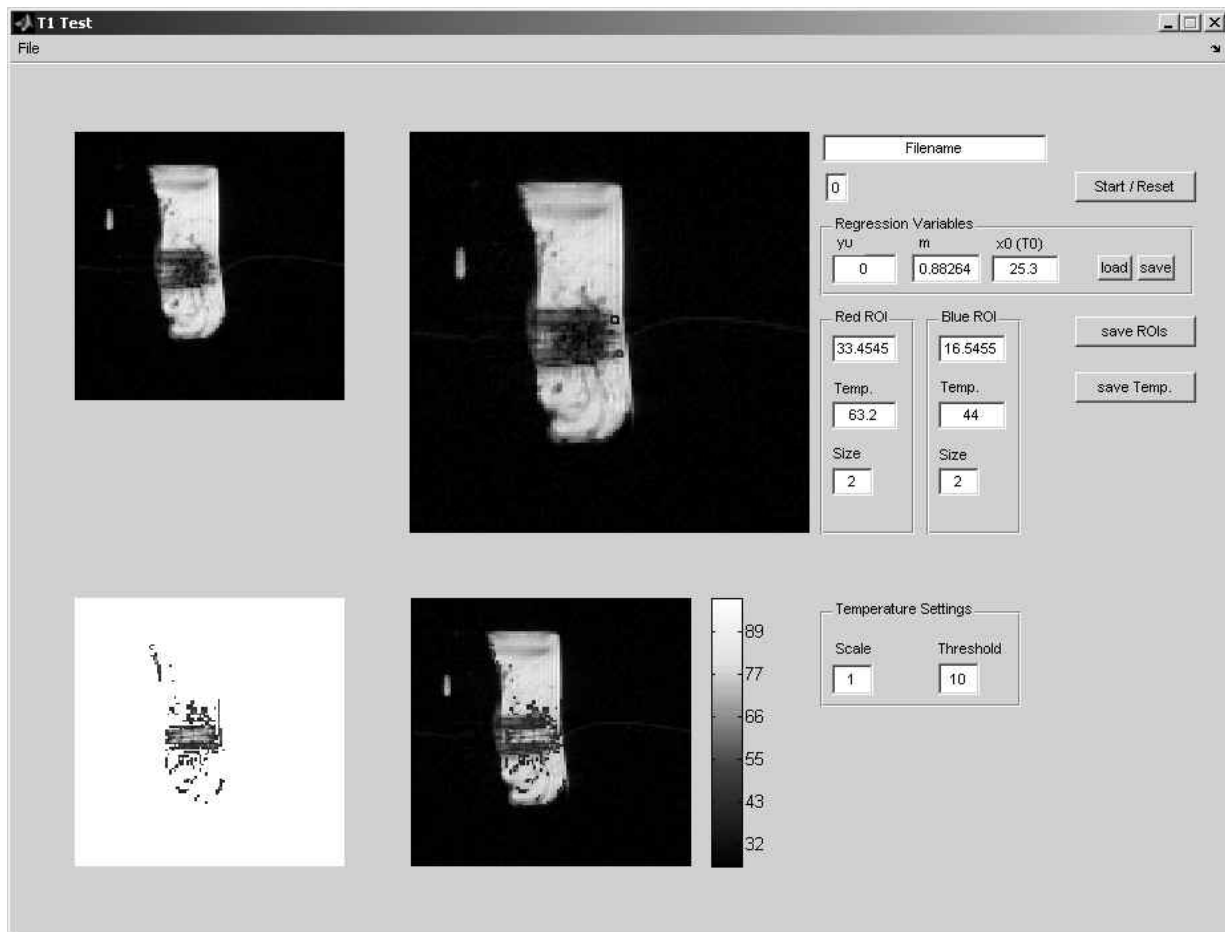 T1 Test
File
Filename
0
Start / Reset
Regression Variables
yu m x0 (T0)
0 0.88264 25.3 load save
Red ROI Blue ROI
33.4545 16.5455
save ROIs
Temp. Temp.
63.2 44
save Temp.
Size Size
2 2
Temperature Settings
Scale Threshold
1 10
89
77
66
55
43
32